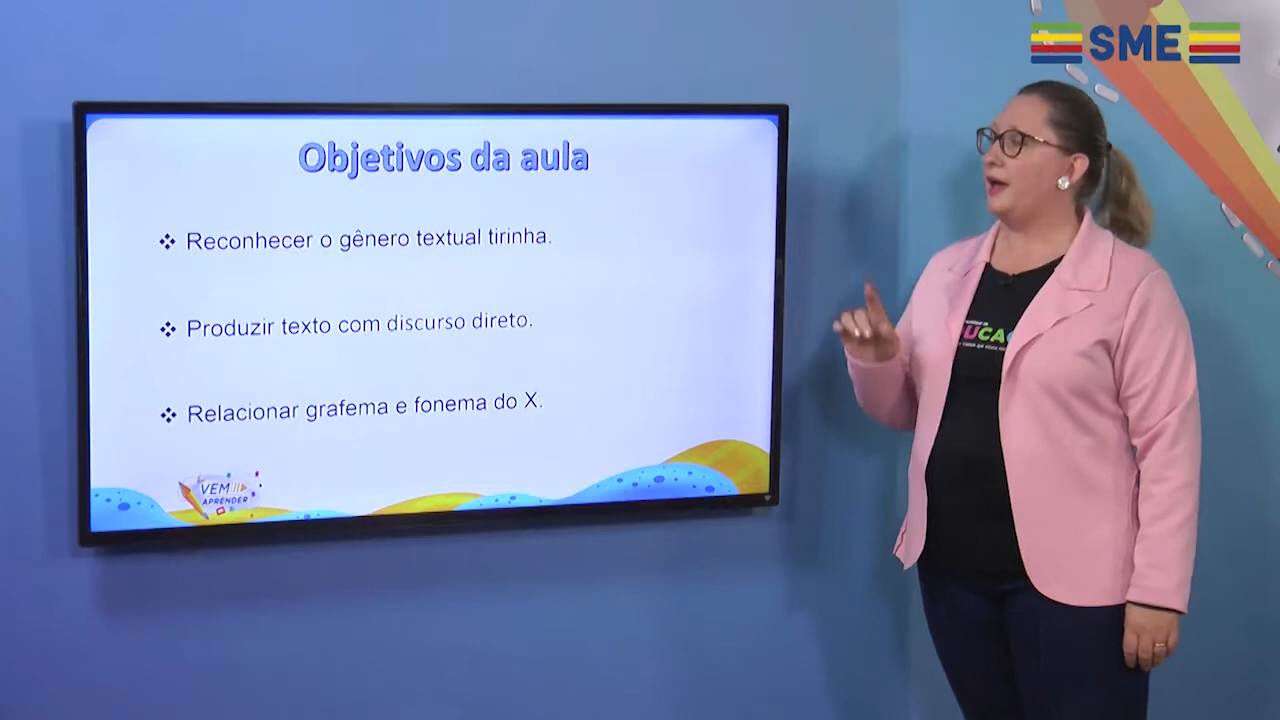 SME
Objetivos da aula
Reconhecer o gênero textual tirinha.
Produzir texto com discurso direto.
Relacionar grafema e fonema do X.
VEM
APRENDER